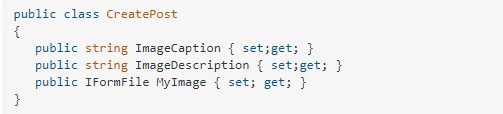 public class CreatePost
{
public string ImageCaption { set;get; }
public string ImageDescription { set;get; }
public IFormFile MyImage { set; get; }
}